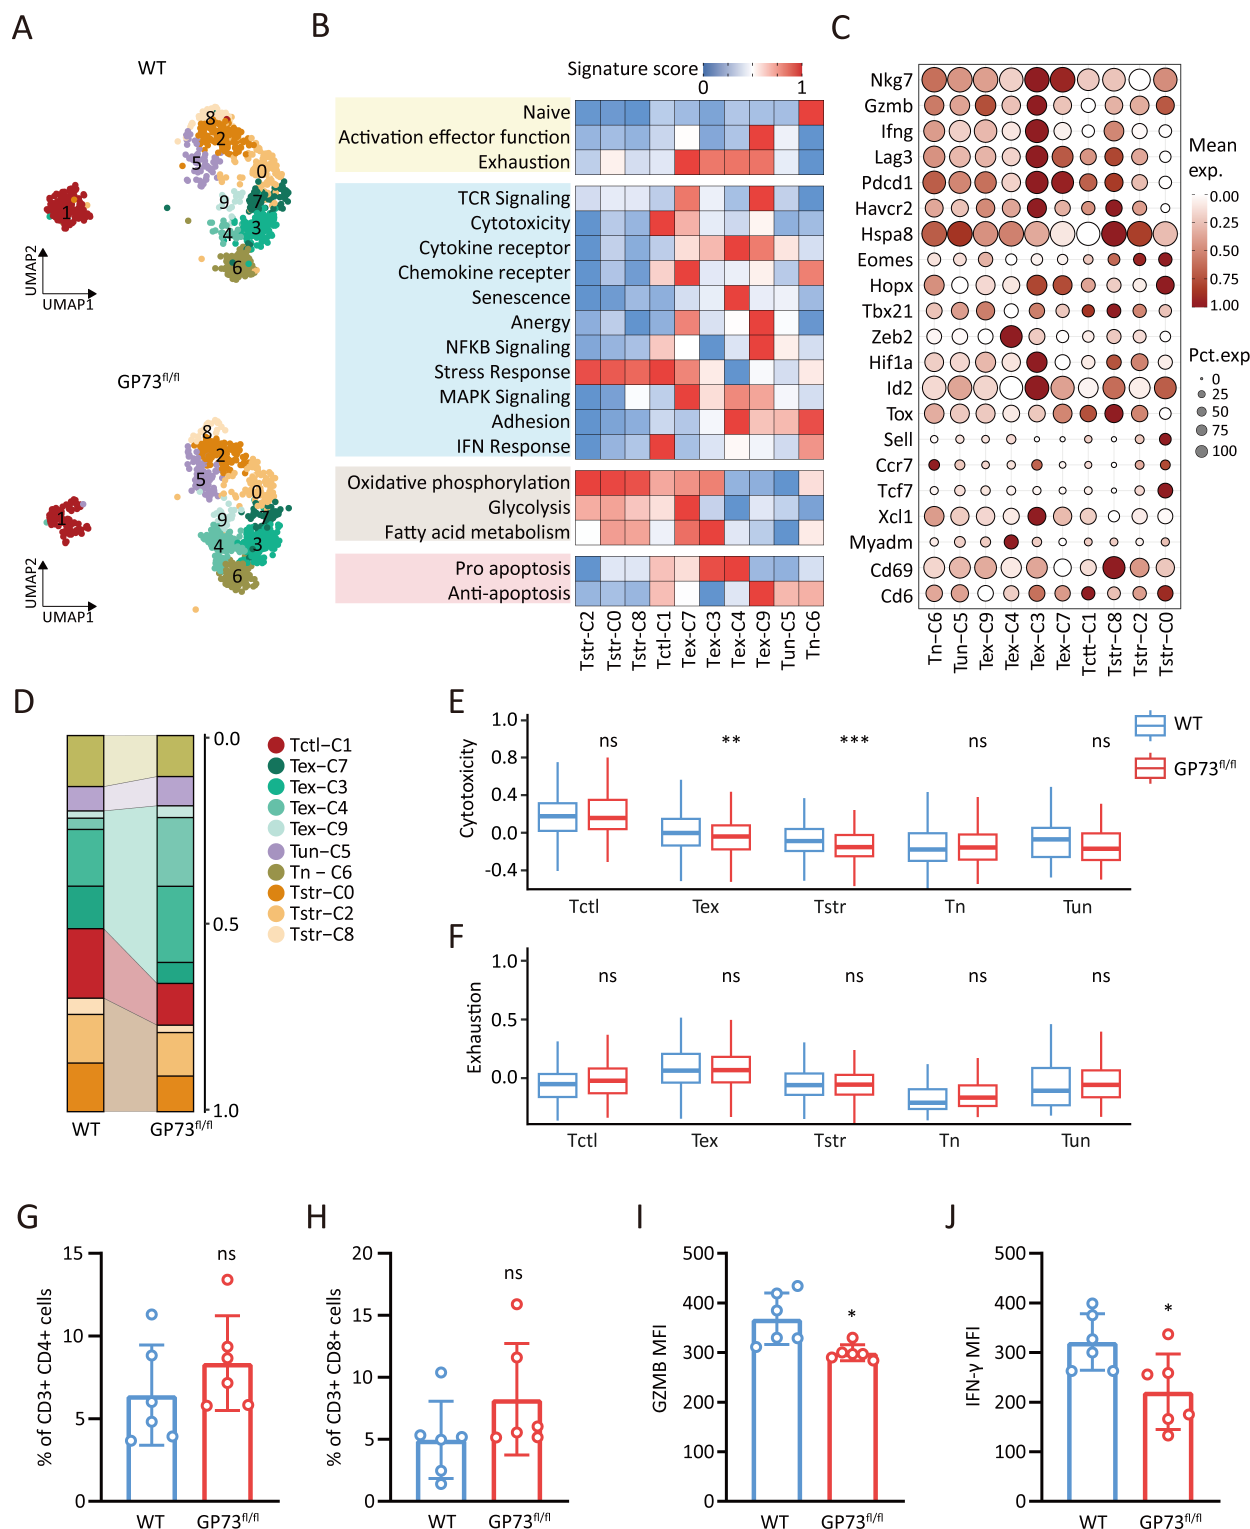 A
WT
8
2
5
0
9
7
1
4
3
6
UMAP2
UMAP1
GP73fl/fl
8
2
5
0
9
7
1
4
3
6
UMAP2
UMAP1
B
Signature score
0 1
Naive
Activation effector function
Exhaustion
TCR Signaling
Cytotoxicity
Cytokine receptor
Chemokine recepter
Senescence
Anergy
NFKB Signaling
Stress Response
MAPK Signaling
Adhesion
IFN Response
Oxidative phosphorylation
Glycolysis
Fatty acid metabolism
Pro apoptosis
Anti-apoptosis
Tstr-C2
Tstr-C0
Tstr-C8
Tctl-C1
Tex-C7
Tex-C3
Tex-C4
Tex-C9
Tun-C5
Tn-C6
C
Nkg7
Gzmb
Ifng
Lag3
Pdcd1
Havcr2
Hspa8
Eomes
Hopx
Tbx21
Zeb2
Hif1a
Id2
Tox
Sell
Ccr7
Tcf7
Xcl1
Myadm
Cd69
Cd6
Tn-C6
Tun-C5
Tex-C9
Tex-C4
Tex-C3
Tex-C7
Tctt-C1
Tstr-C8
Tstr-C2
Tstr-C0
Mean
exp.
0.00
0.25
0.50
0.75
1.00
Pct.exp
0
25
50
75
100
D
0.0
0.5
1.0
WT
GP73fl/fl
Tctl-C1
Tex-C7
Tex-C3
Tex-C4
Tex-C9
Tun-C5
Tn - C6
Tstr-C0
Tstr-C2
Tstr-C8
E
Cytotoxicity
1.0
0.8
0.4
0.0
-0.4
ns ** *** ns ns
Tctl Tex Tstr Tn Tun
WT
GP73fl/fl
F
Exhaustion
1.0
0.5
0.0
ns ns ns ns ns
Tctl Tex Tstr Tn Tun
G
% of CD3+ CD4+ cells
15
10
5
0
ns
WT GP73fl/fl
H
% of CD3+ CD8+ cells
20
15
10
5
0
ns
WT GP73fl/fl
I
GZMB MFI
500
400
300
200
100
0
*
WT GP73fl/fl
J
IFN-γ MFI
500
400
300
200
100
0
*
WT GP73fl/fl